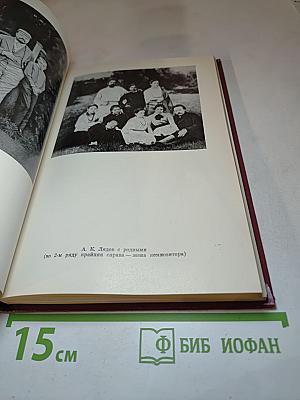 А. К. Лядов с родными
(во 2-м ряду крайняя справа — жена композитора)
15 см
Ф БИБ ИОФАН